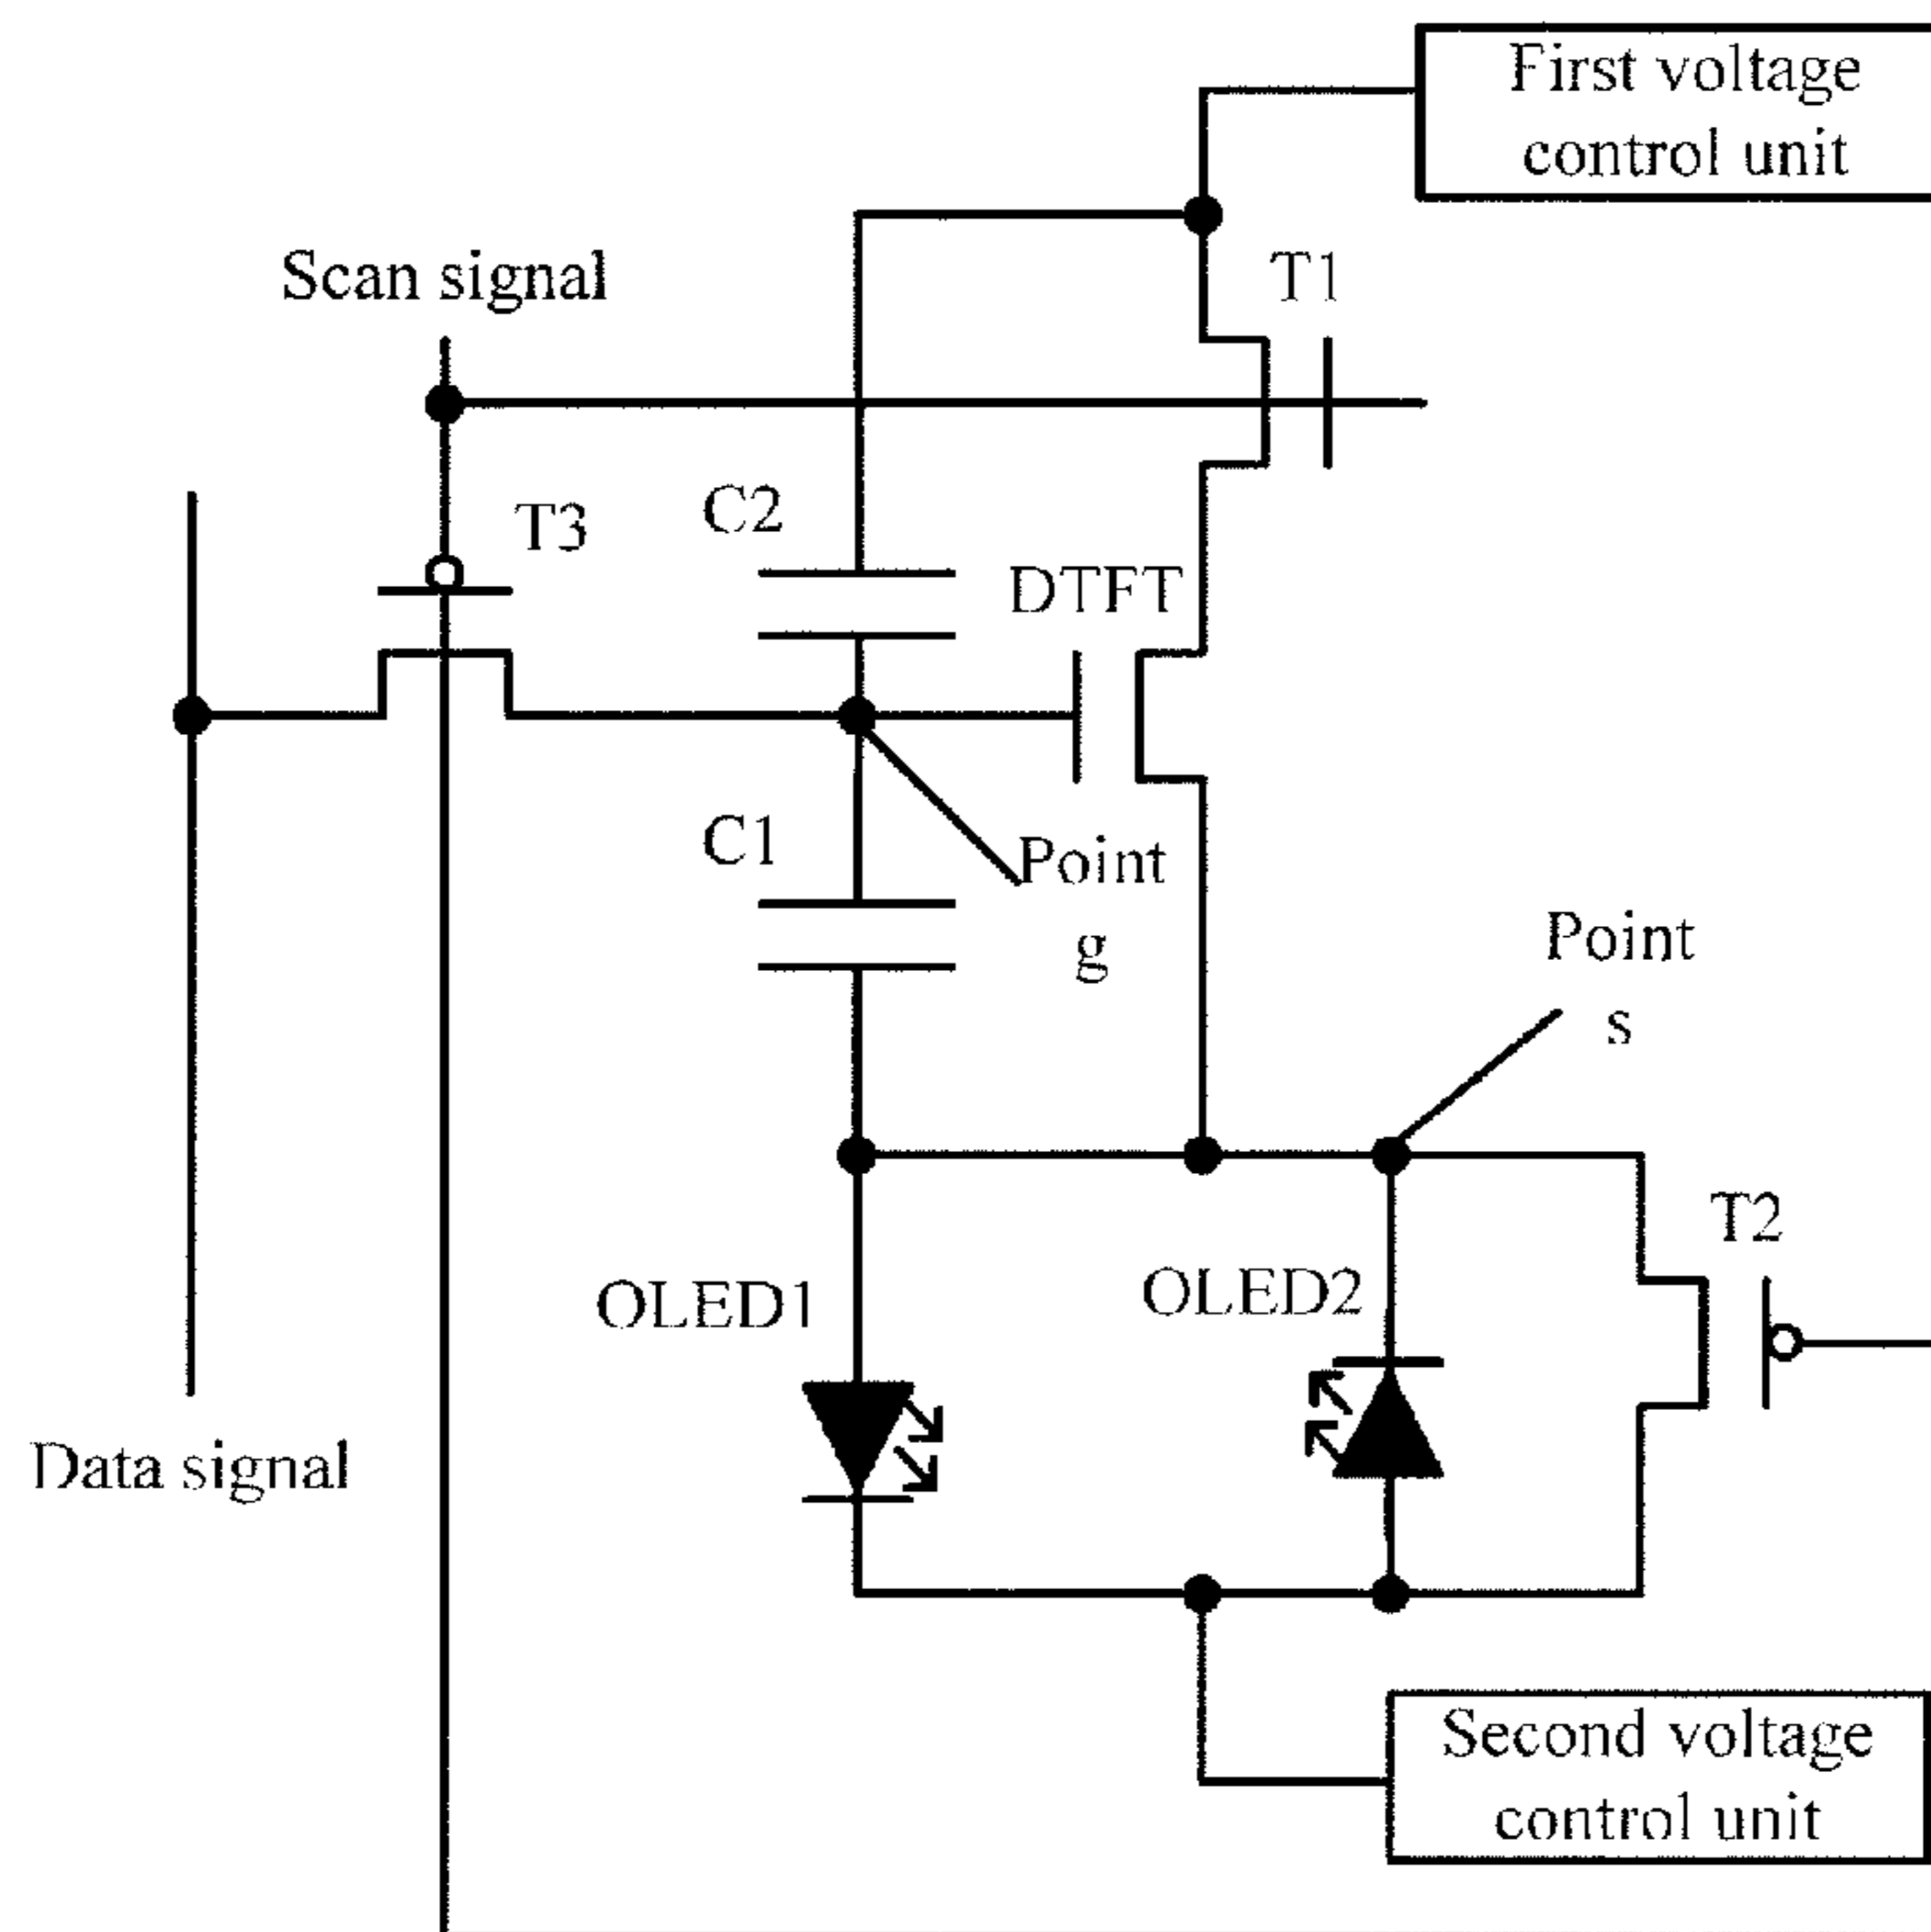 First voltage
control unit
Scan signal
T1
T3
C2
DTFT
C1
Point
g
Point
s
T2
OLED1
OLED2
Data signal
Second voltage
control unit